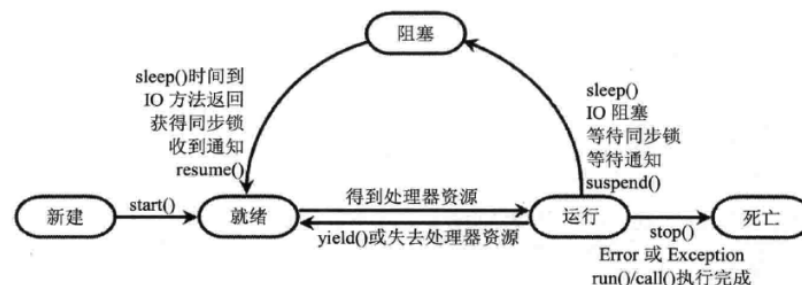 阻塞
sleep()时间到
IO 方法返回
获得同步锁
收到通知
resume()
sleep()
IO 阻塞
等待同步锁
等待通知
suspend()
新建
start()
就绪
得到处理器资源
yield()或失去处理器资源
运行
stop()
Error 或 Exception
run()/call()执行完成
死亡